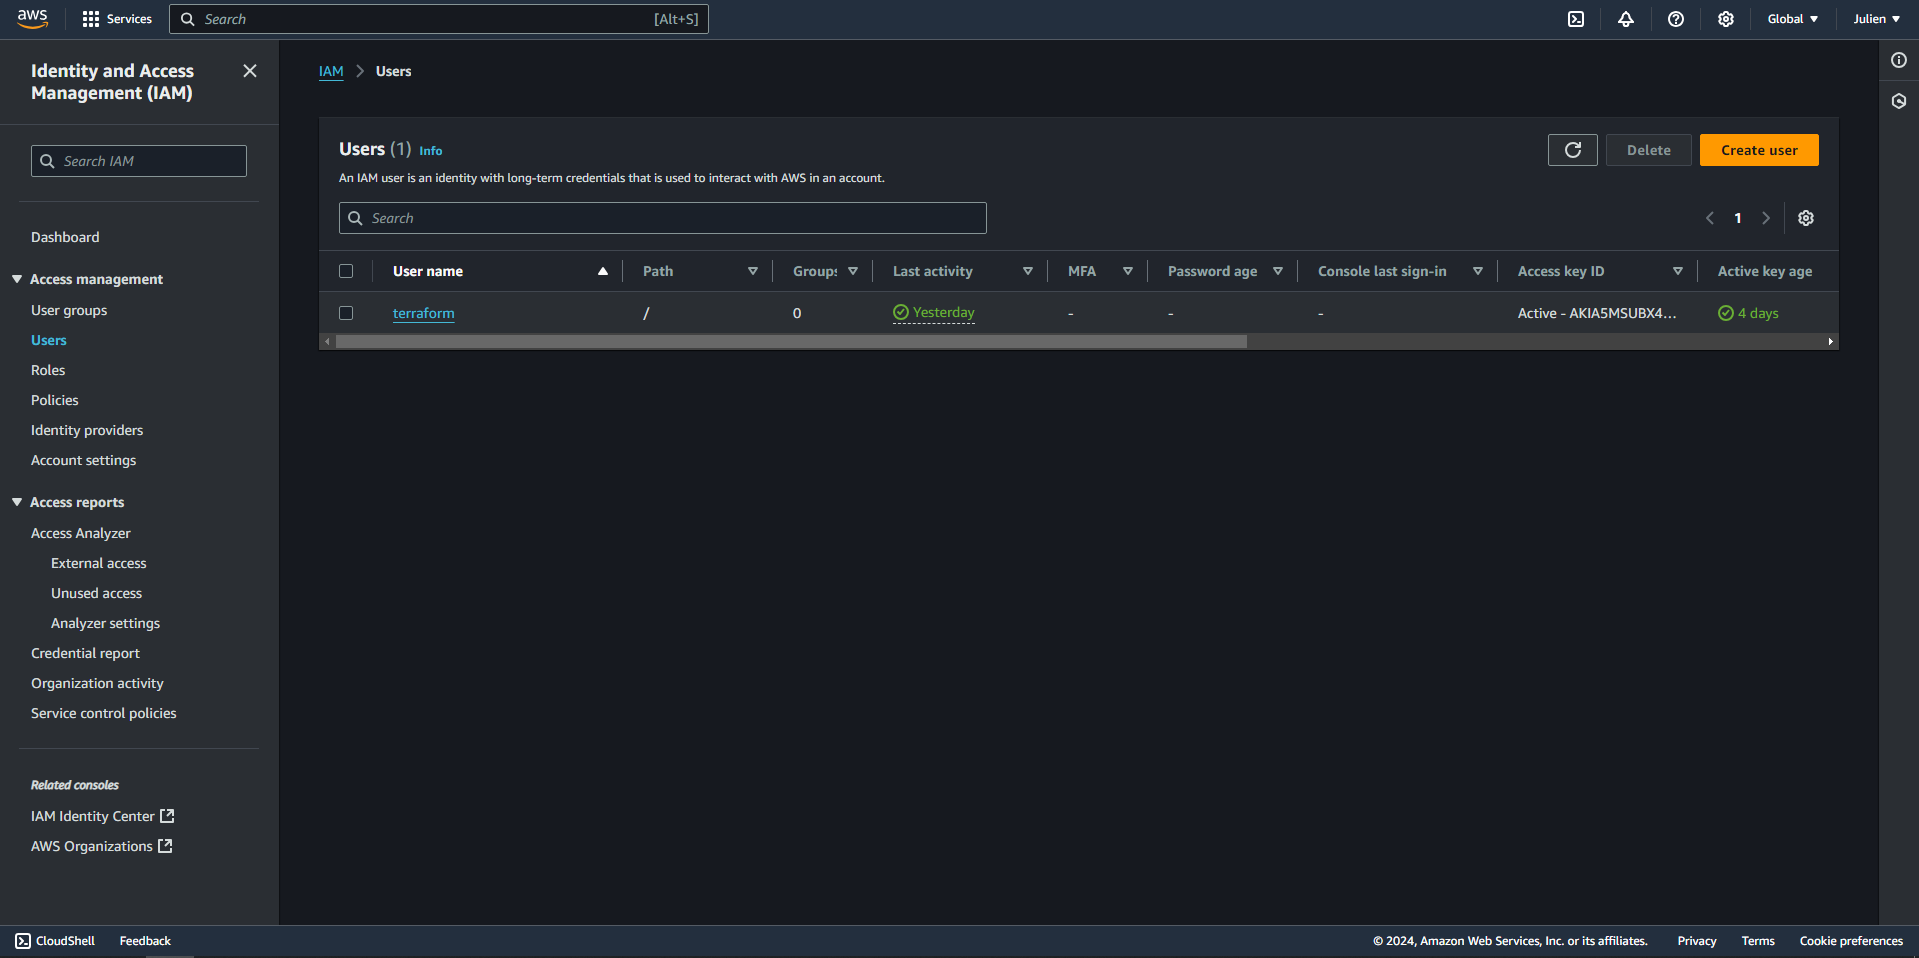 aws
Services
Search [Alt+S]
Global
Julien
Identity and Access
Management (IAM)
Search IAM
Dashboard
Access management
User groups
Users
Roles
Policies
Identity providers
Account settings
Access reports
Access Analyzer
External access
Unused access
Analyzer settings
Credential report
Organization activity
Service control policies
Related consoles
IAM Identity Center
AWS Organizations
IAM > Users
Users (1) Info
Delete
Create user
An IAM user is an identity with long-term credentials that is used to interact with AWS in an account.
Search
1
User name Path Groups Last activity MFA Password age Console last sign-in Access key ID Active key age
terraform / 0 Yesterday - - - Active - AKIA5MSUBX4... 4 days
CloudShell Feedback © 2024, Amazon Web Services, Inc. or its affiliates. Privacy Terms Cookie preferences